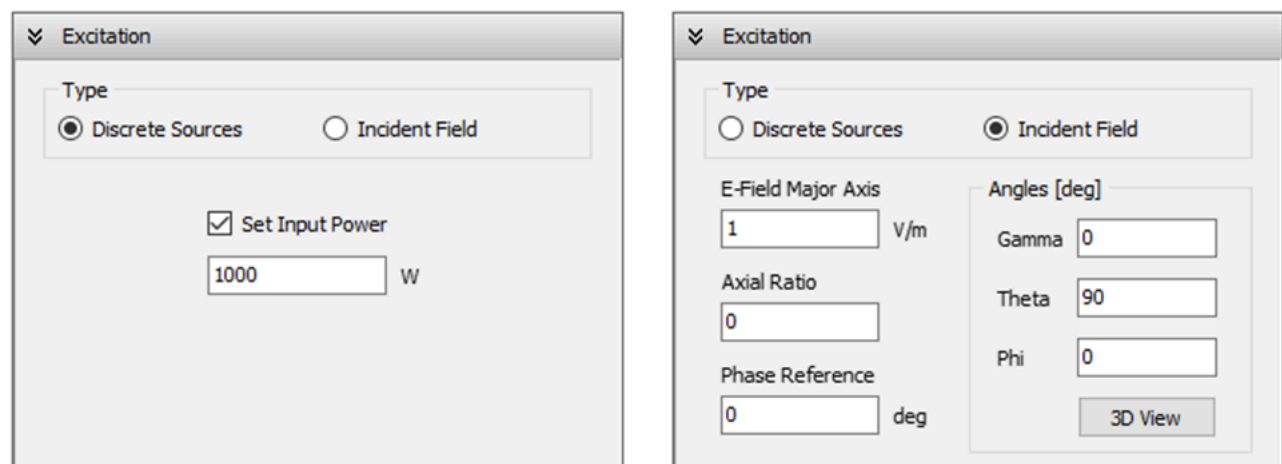 Excitation
Type
Discrete Sources Incident Field
Set Input Power
1000 W
Excitation
Type
Discrete Sources Incident Field
E-Field Major Axis
1 V/m
Axial Ratio
0
Phase Reference
0 deg
Angles [deg]
Gamma 0
Theta 90
Phi 0
3D View